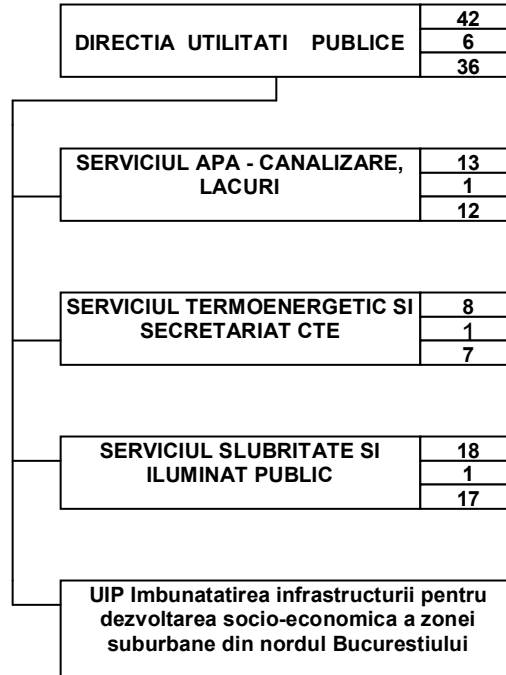 DIRECTIA UTILITATI PUBLICE
42
6
36
SERVICIUL APA - CANALIZARE,
LACURI
13
1
12
SERVICIUL TERMOENERGETIC SI
SECRETARIAT CTE
8
1
7
SERVICIUL SLUBRITATE SI
ILUMINAT PUBLIC
18
1
17
UIP Imbunatatirea infrastructurii pentru
dezvoltarea socio-economica a zonei
suburbane din nordul Bucurestiului